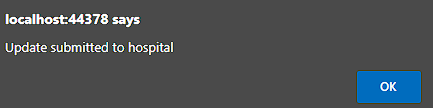 localhost:44378 says
Update submitted to hospital
OK